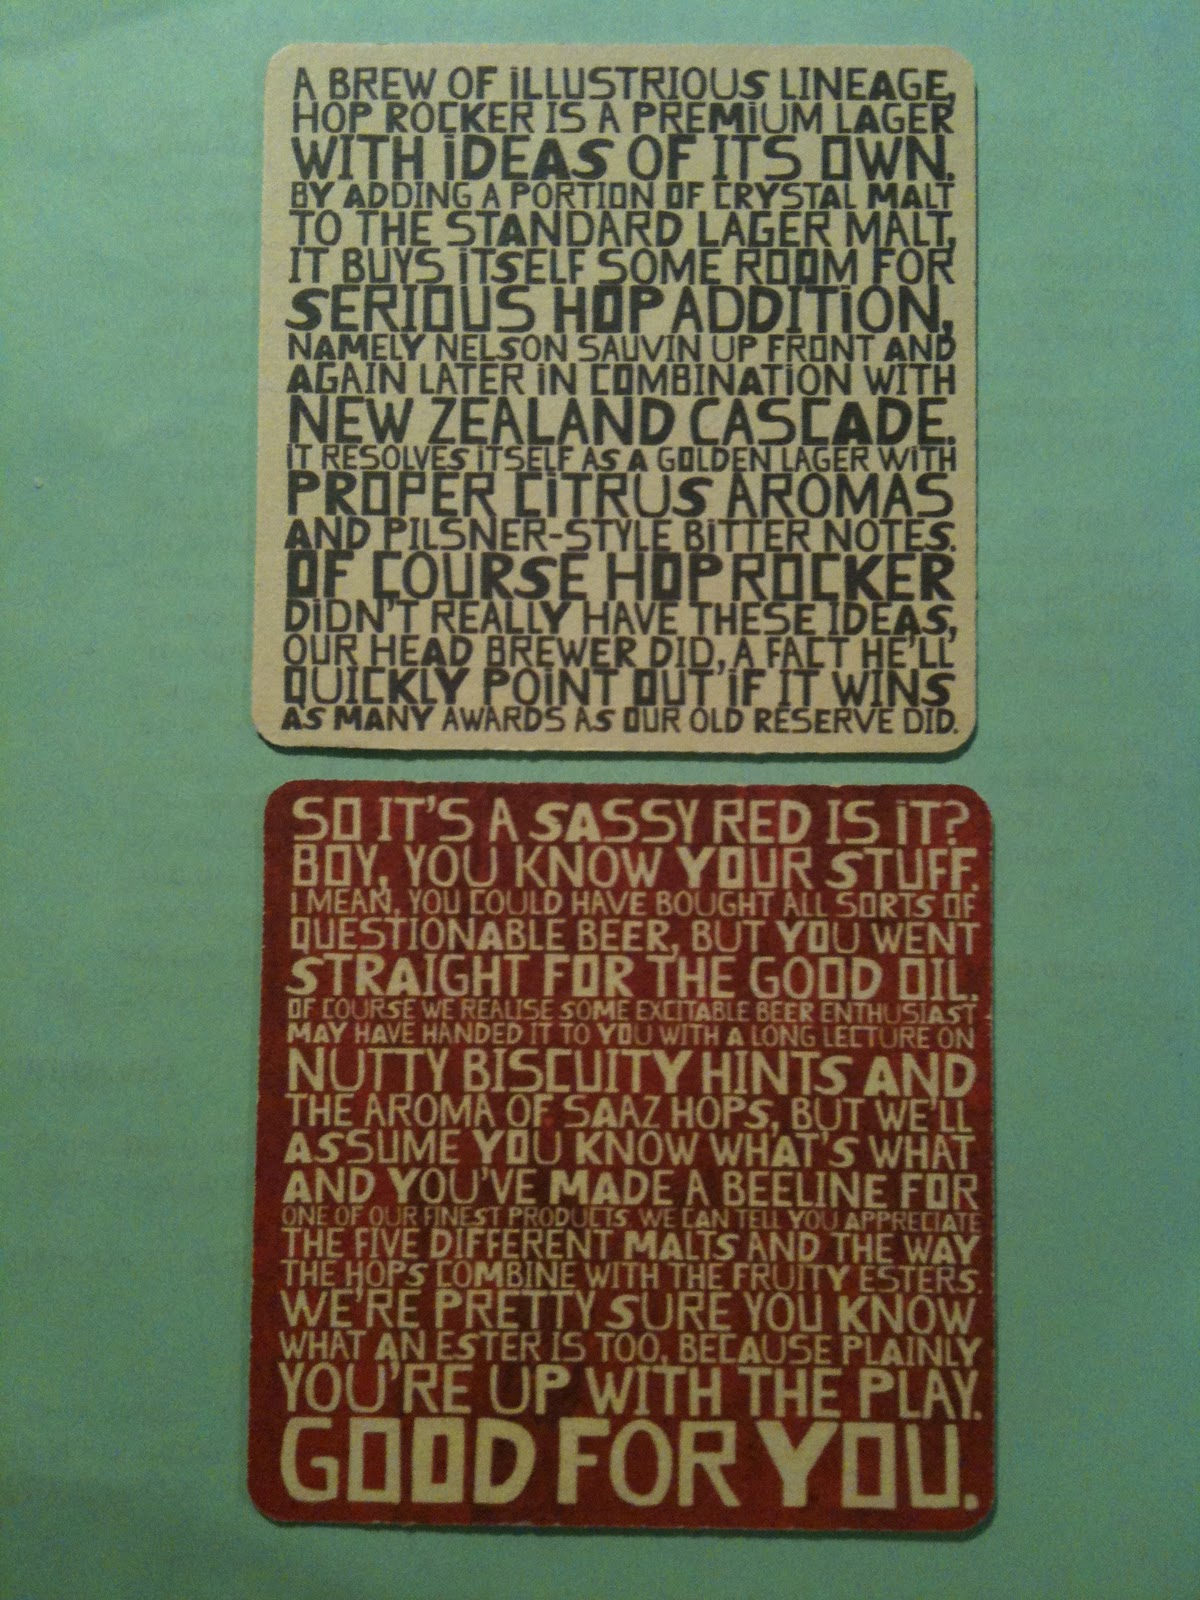 A BREW OF ILLUSTRIOUS LINEAGE,
HOP ROCKER IS A PREMIUM LAGER
WITH IDEAS OF ITS OWN.
BY ADDING A PORTION OF CRYSTAL MALT
TO THE STANDARD LAGER MALT,
IT BUYS ITSELF SOME ROOM FOR
SERIOUS HOP ADDITION,
NAMELY NELSON SAUVIN UP FRONT AND
AGAIN LATER IN COMBINATION WITH
NEW ZEALAND CASCADE.
IT RESOLVES ITSELF AS A GOLDEN LAGER WITH
PROPER CITRUS AROMAS
AND PILSNER-STYLE BITTER NOTES.
OF COURSE HOP ROCKER
DIDN'T REALLY HAVE THESE IDEAS,
OUR HEAD BREWER DID, A FACT HE'LL
QUICKLY POINT OUT IF IT WINS
AS MANY AWARDS AS OUR OLD RESERVE DID.
SO IT'S A SASSY RED IS IT?
BOY, YOU KNOW YOUR STUFF.
I MEAN, YOU COULD HAVE BOUGHT ALL SORTS OF
QUESTIONABLE BEER, BUT YOU WENT
STRAIGHT FOR THE GOOD OIL.
OF COURSE WE REALISE SOME EXCITABLE BEER ENTHUSIAST
MAY HAVE HANDED IT TO YOU WITH A LONG LECTURE ON
NUTTY BISCUITY HINTS AND
THE AROMA OF SAAZ HOPS, BUT WE'LL
ASSUME YOU KNOW WHAT'S WHAT
AND YOU'VE MADE A BEELINE FOR
ONE OF OUR FINEST PRODUCTS. WE CAN TELL YOU APPRECIATE
THE FIVE DIFFERENT MALTS AND THE WAY
THE HOPS COMBINE WITH THE FRUITY ESTERS.
WE'RE PRETTY SURE YOU KNOW
WHAT AN ESTER IS TOO, BECAUSE PLAINLY
YOU'RE UP WITH THE PLAY.
GOOD FOR YOU.